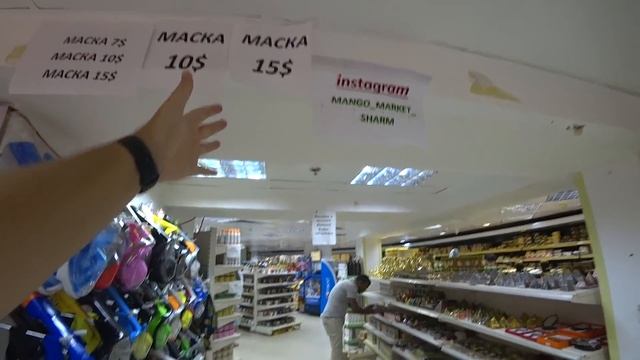 МАСКА 7$
МАСКА 10$
МАСКА 15$
МАСКА
10$
МАСКА
15$
instagram
MANGO_MARKET_
SHARM